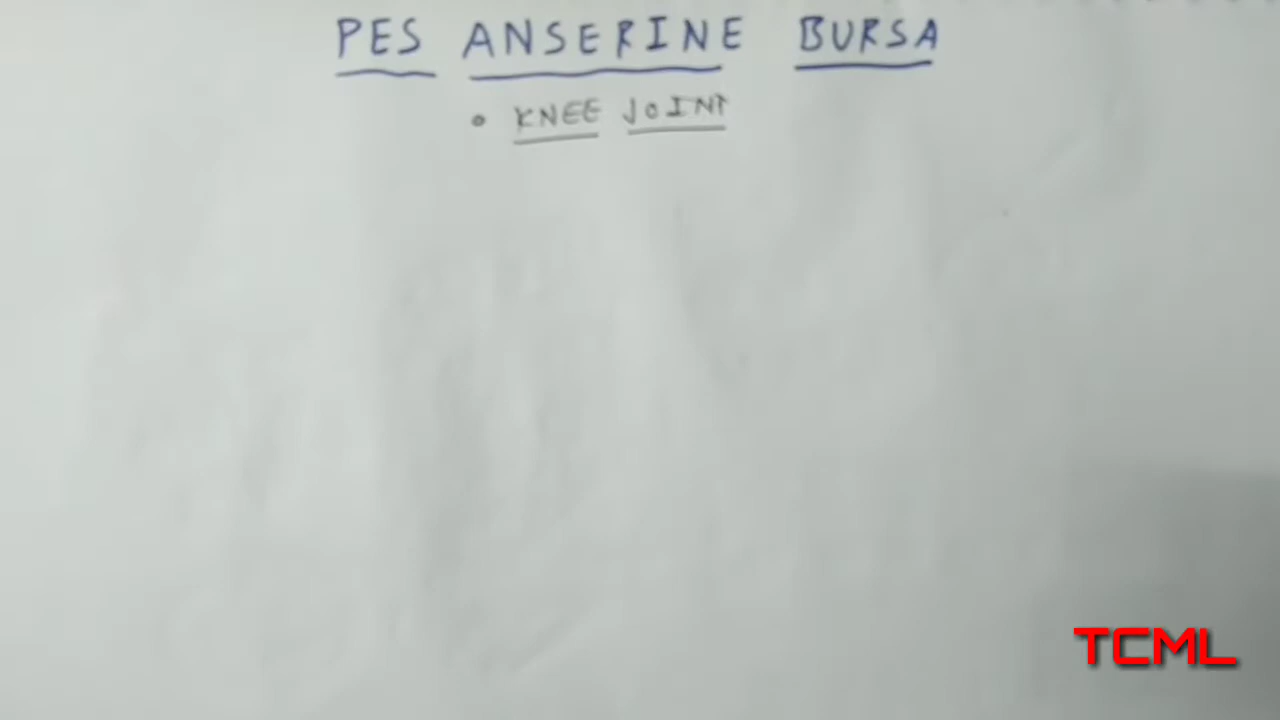 PES ANSERINE BURSA
• KNEE JOINT
TCML